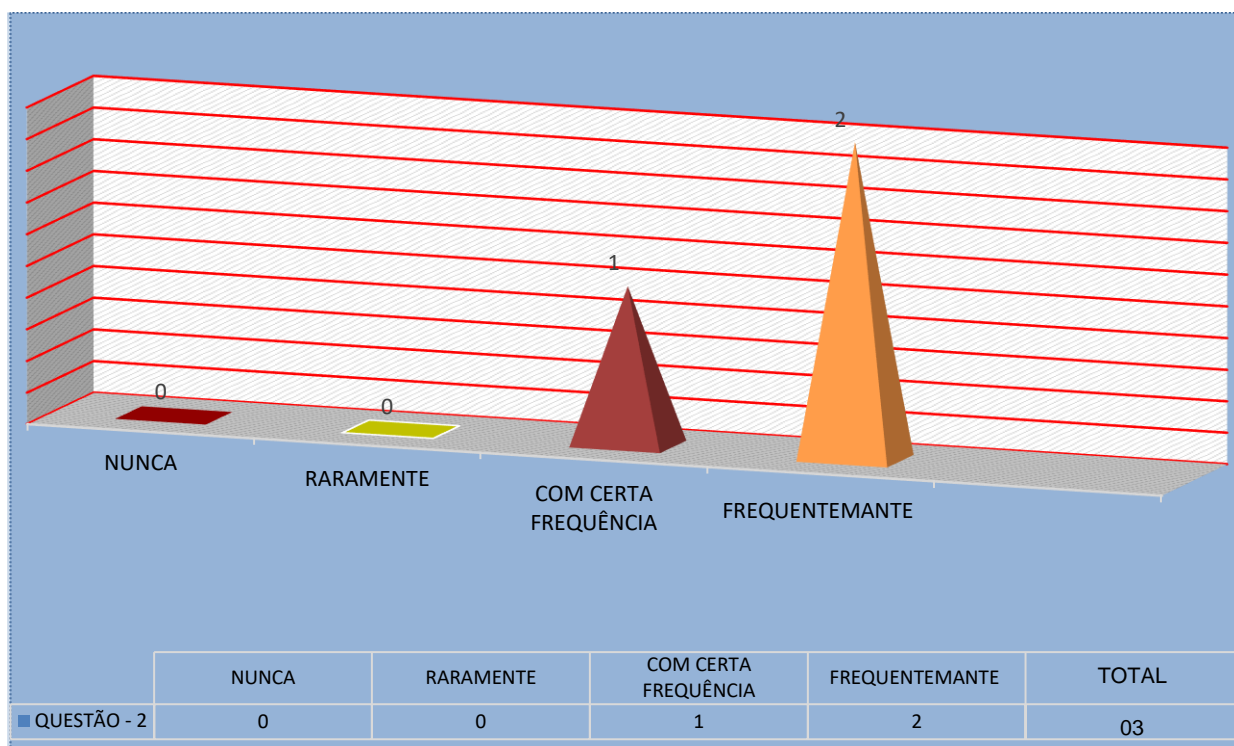 2
1
0
0
NUNCA
RARAMENTE
COM CERTA
FREQUÊNCIA
FREQUENTEMANTE
NUNCA RARAMENTE COM CERTA FREQUÊNCIA FREQUENTEMANTE TOTAL
QUESTÃO - 2 0 0 1 2 03